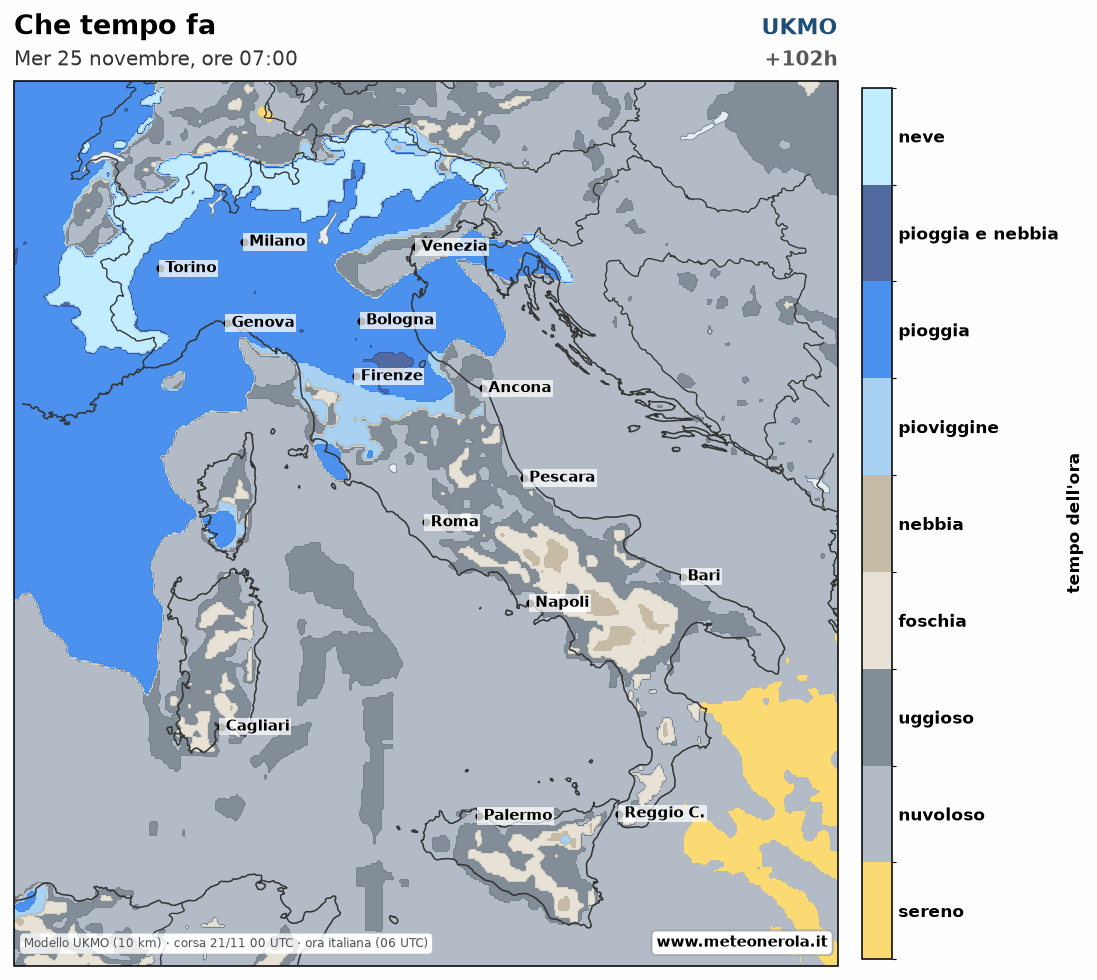 Che tempo fa
UKMO
Mer 25 novembre, ore 07:00
+102h
neve
pioggia e nebbia
pioggia
pioviggine
nebbia
foschia
uggioso
nuvoloso
sereno
tempo dell'ora
Milano
Venezia
Torino
Genova
Bologna
Firenze
Ancona
Pescara
Roma
Bari
Napoli
Cagliari
Palermo
Reggio C.
Modello UKMO (10 km) · corsa 21/11 00 UTC · ora italiana (06 UTC)
www.meteonerola.it